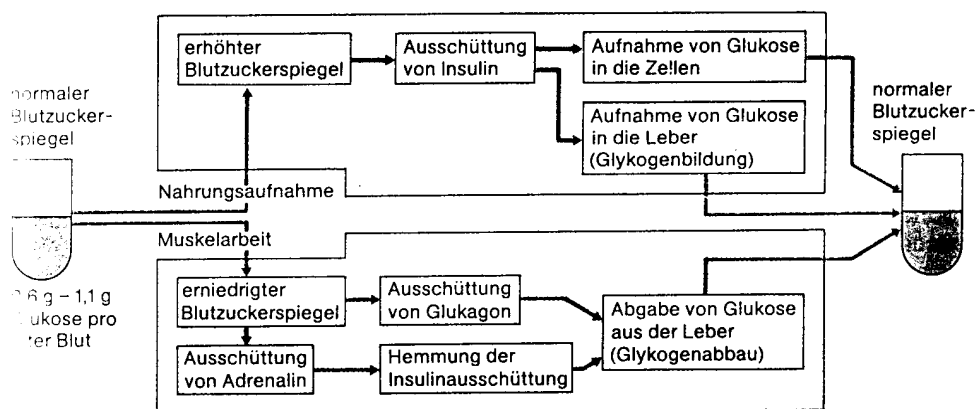 normaler
Blutzucker-
spiegel
erhöhter
Blutzuckerspiegel
Ausschüttung
von Insulin
Aufnahme von Glukose
in die Zellen
Aufnahme von Glukose
in die Leber
(Glykogenbildung)
normaler
Blutzucker-
spiegel
Nahrungsaufnahme
Muskelarbeit
g – 1,1 g
pro
Blut
erniedrigter
Blutzuckerspiegel
Ausschüttung
von Glukagon
Abgabe von Glukose
aus der Leber
(Glykogenabbau)
Ausschüttung
von Adrenalin
Hemmung der
Insulinausschüttung